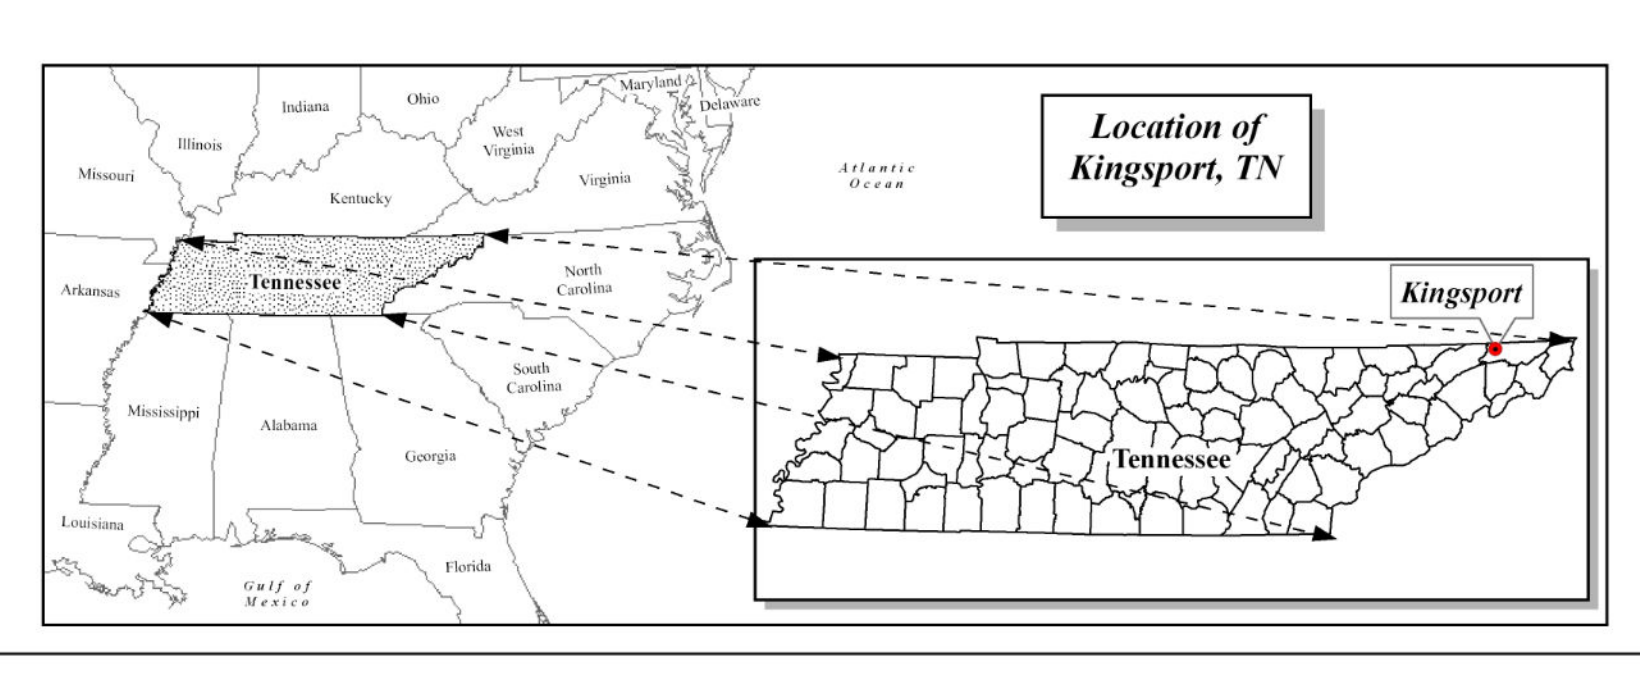 Maryland
Indiana
Ohio
Delaware
West
Virginia
Illinois
Missouri
Virginia
Kentucky
Atlantic
Ocean
Location of
Kingsport, TN
Tennessee
North
Carolina
Arkansas
South
Carolina
Mississippi
Alabama
Georgia
Louisiana
Florida
Gulf of
Mexico
Kingsport
Tennessee